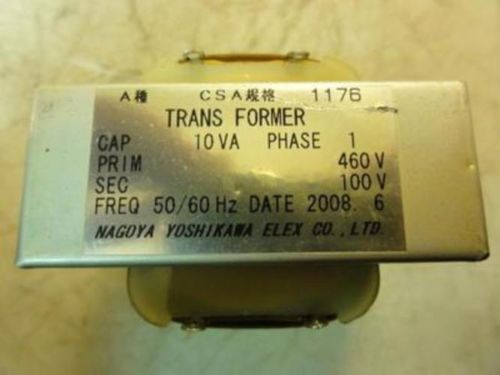 A種 CSA規格 1176
TRANS FORMER
CAP 10VA PHASE 1
PRIM 460V
SEC 100V
FREQ 50/60Hz DATE 2008. 6
NAGOYA YOSHIKAWA ELEX CO.,LTD.